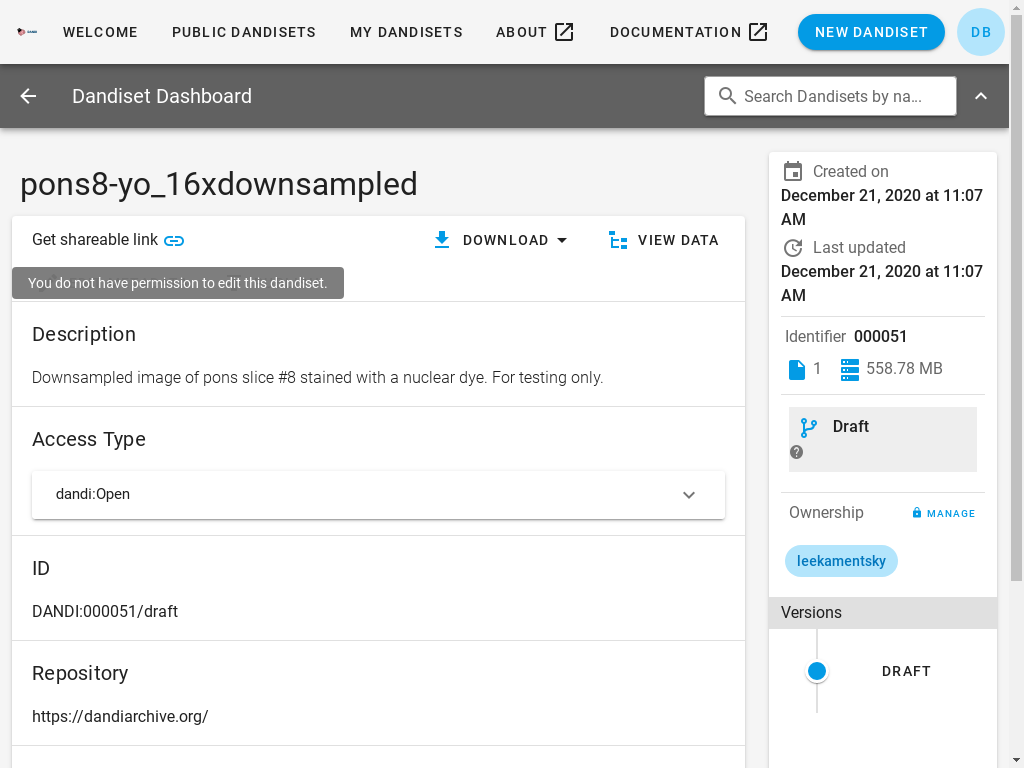 WELCOME PUBLIC DANDISETS MY DANDISETS ABOUT DOCUMENTATION NEW DANDISET DB
Dandiset Dashboard Search Dandisets by na...
pons8-yo_16xdownsampled
Get shareable link DOWNLOAD VIEW DATA
You do not have permission to edit this dandiset.
Description
Downsampled image of pons slice #8 stained with a nuclear dye. For testing only.
Access Type
dandi:Open
ID
DANDI:000051/draft
Repository
https://dandiarchive.org/
Created on
December 21, 2020 at 11:07
AM
Last updated
December 21, 2020 at 11:07
AM
Identifier 000051
1 558.78 MB
Draft
Ownership MANAGE
leekamentsky
Versions
DRAFT